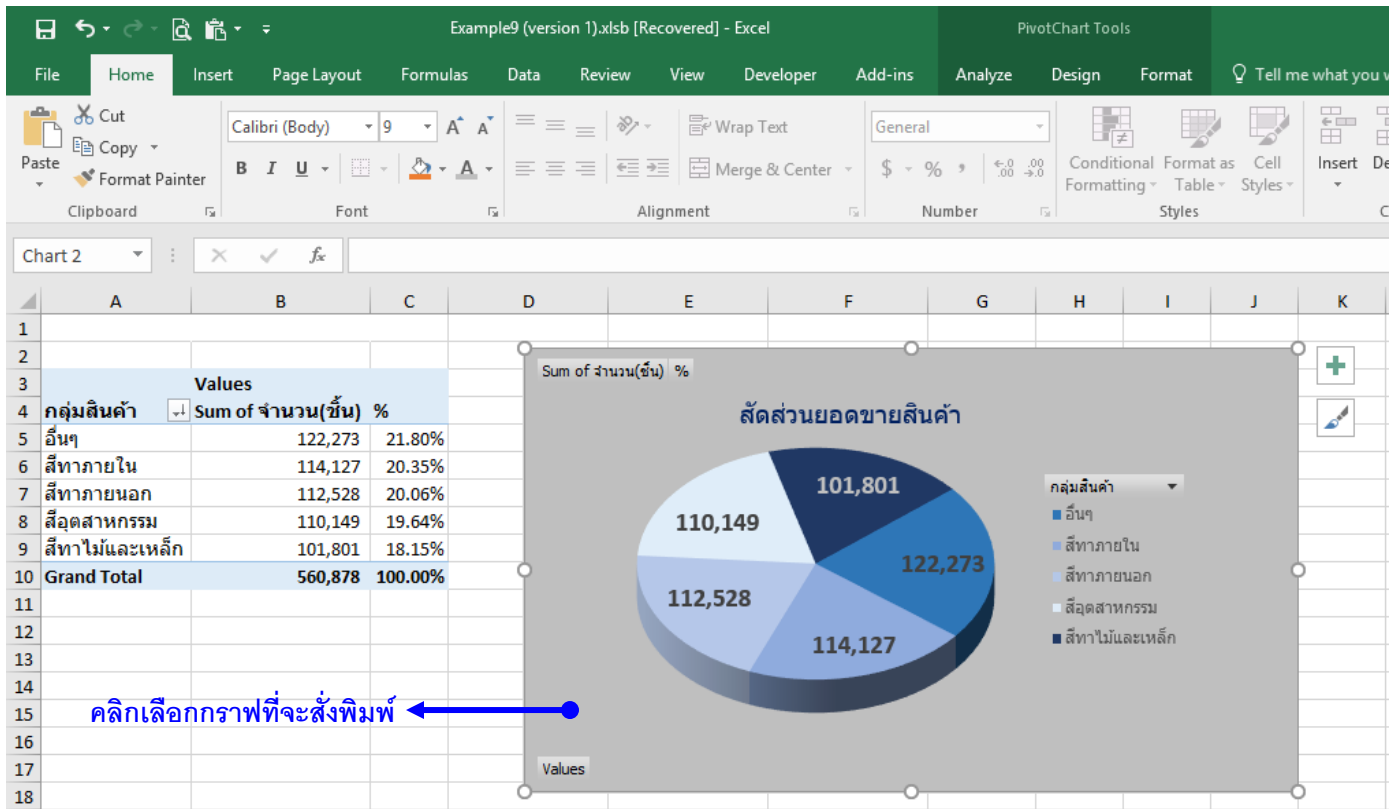 Example9 (version 1).xlsb [Recovered] - Excel PivotChart Tools
File Home Insert Page Layout Formulas Data Review View Developer Add-ins Analyze Design Format Tell me what you
Cut
Copy
Format Painter
Paste
Clipboard
Calibri (Body) 9 A A
B I U A
Font
Wrap Text
Merge & Center
Alignment
General
$ % , .0 .00 .00 .0
Number
Conditional Formatting
Format as Table
Cell Styles
Styles
Insert
Chart 2 fx
A B C D E F G H I J K
1
2
3 Values
4 กลุ่มสินค้า Sum of จำนวน(ชิ้น) %
5 อื่นๆ 122,273 21.80%
6 สีทาภายใน 114,127 20.35%
7 สีทาภายนอก 112,528 20.06%
8 สีอุตสาหกรรม 110,149 19.64%
9 สีทาไม้และเหล็ก 101,801 18.15%
10 Grand Total 560,878 100.00%
11
12
13
14
15
16
17
18
Sum of จำนวน(ชิ้น) %
สัดส่วนยอดขายสินค้า
101,801
110,149
122,273
112,528
114,127
กลุ่มสินค้า
อื่นๆ
สีทาภายใน
สีทาภายนอก
สีอุตสาหกรรม
สีทาไม้และเหล็ก
คลิกเลือกกราฟที่จะสั่งพิมพ์
Values